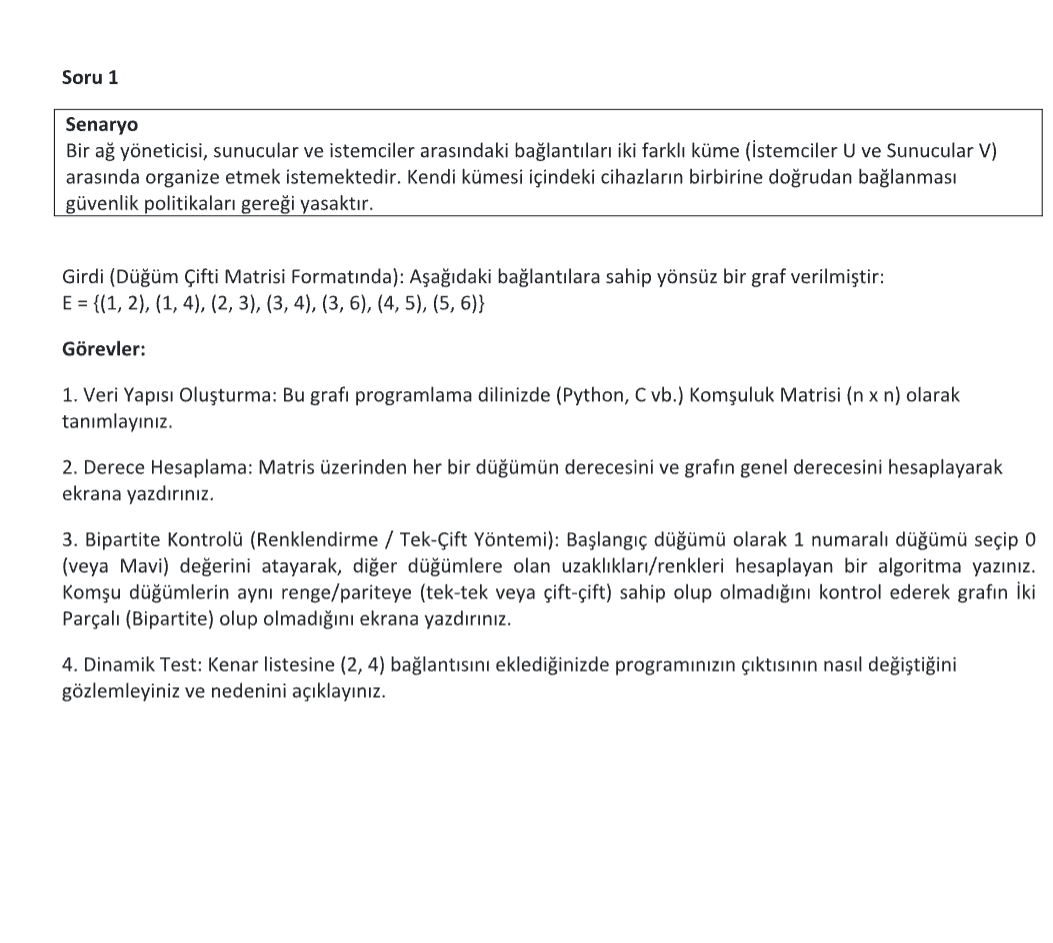 Soru 1
Senaryo
Bir ağ yöneticisi, sunucular ve istemciler arasındaki bağlantıları iki farklı küme (İstemciler U ve Sunucular V)
arasında organize etmek istemektedir. Kendi kümesi içindeki cihazların birbirine doğrudan bağlanması
güvenlik politikaları gereği yasaktır.
Girdi (Düğüm Çifti Matrisi Formatında): Aşağıdaki bağlantılara sahip yönsüz bir graf verilmiştir:
E = {(1, 2), (1, 4), (2, 3), (3, 4), (3, 6), (4, 5), (5, 6)}
Görevler:
1. Veri Yapısı Oluşturma: Bu grafı programlama dilinizde (Python, C vb.) Komşuluk Matrisi (n x n) olarak
tanımlayınız.
2. Derece Hesaplama: Matris üzerinden her bir düğümün derecesini ve grafın genel derecesini hesaplayarak
ekrana yazdırınız.
3. Bipartite Kontrolü (Renklendirme / Tek-Çift Yöntemi): Başlangıç düğümü olarak 1 numaralı düğümü seçip 0
(veya Mavi) değerini atayarak, diğer düğümlere olan uzaklıkları/renkleri hesaplayan bir algoritma yazınız.
Komşu düğümlerin aynı renge/pariteye (tek-tek veya çift-çift) sahip olup olmadığını kontrol ederek grafın İki
Parçalı (Bipartite) olup olmadığını ekrana yazdırınız.
4. Dinamik Test: Kenar listesine (2, 4) bağlantısını eklediğinizde programınızın çıktısının nasıl değiştiğini
gözlemleyiniz ve nedenini açıklayınız.